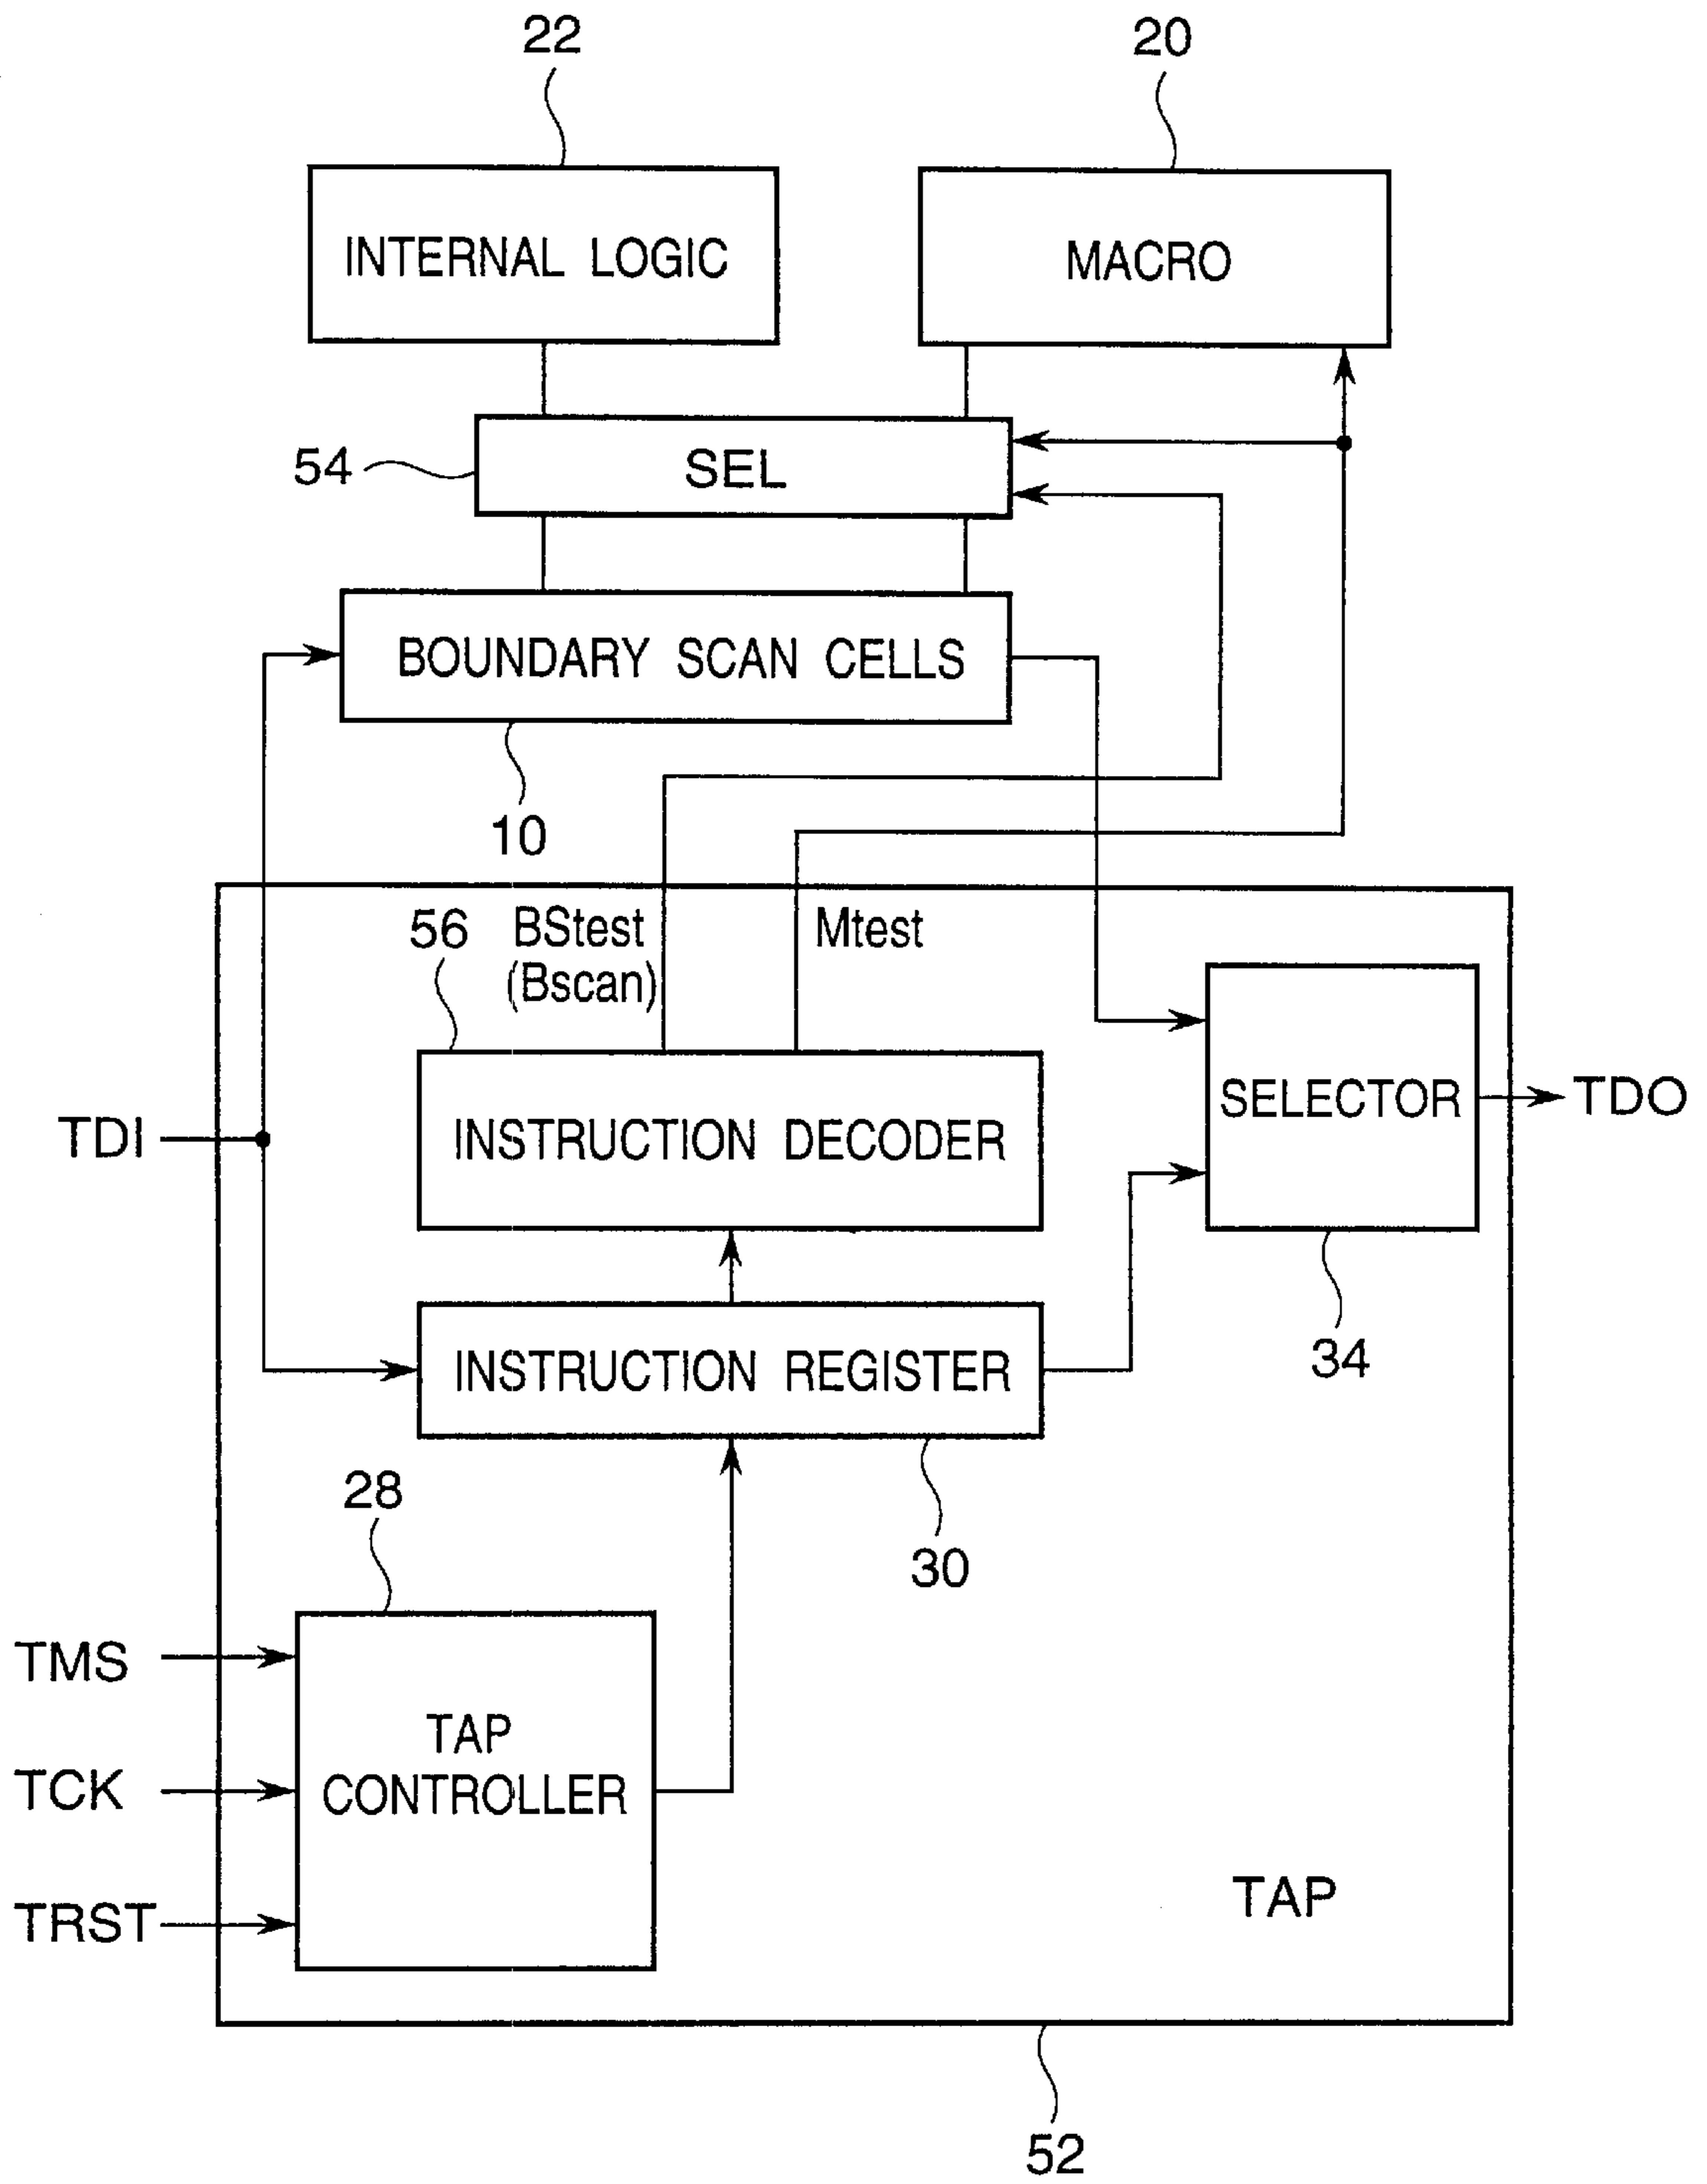 22
20
INTERNAL LOGIC
MACRO
54
SEL
BOUNDARY SCAN CELLS
10
56
BStest
(Bscan)
Mtest
TDI
INSTRUCTION DECODER
SELECTOR
TDO
INSTRUCTION REGISTER
34
28
30
TMS
TAP
CONTROLLER
TCK
TRST
TAP
52